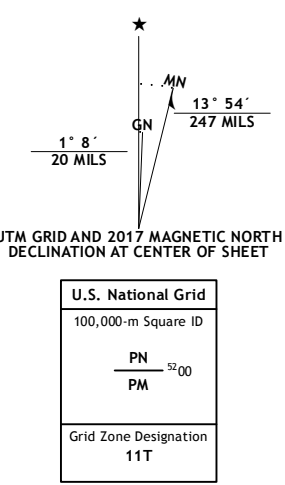 MN
13° 54´
247 MILS
GN
1° 8´
20 MILS
UTM GRID AND 2017 MAGNETIC NORTH
DECLINATION AT CENTER OF SHEET
U.S. National Grid
100,000-m Square ID
PN
5200
PM
Grid Zone Designation
11T